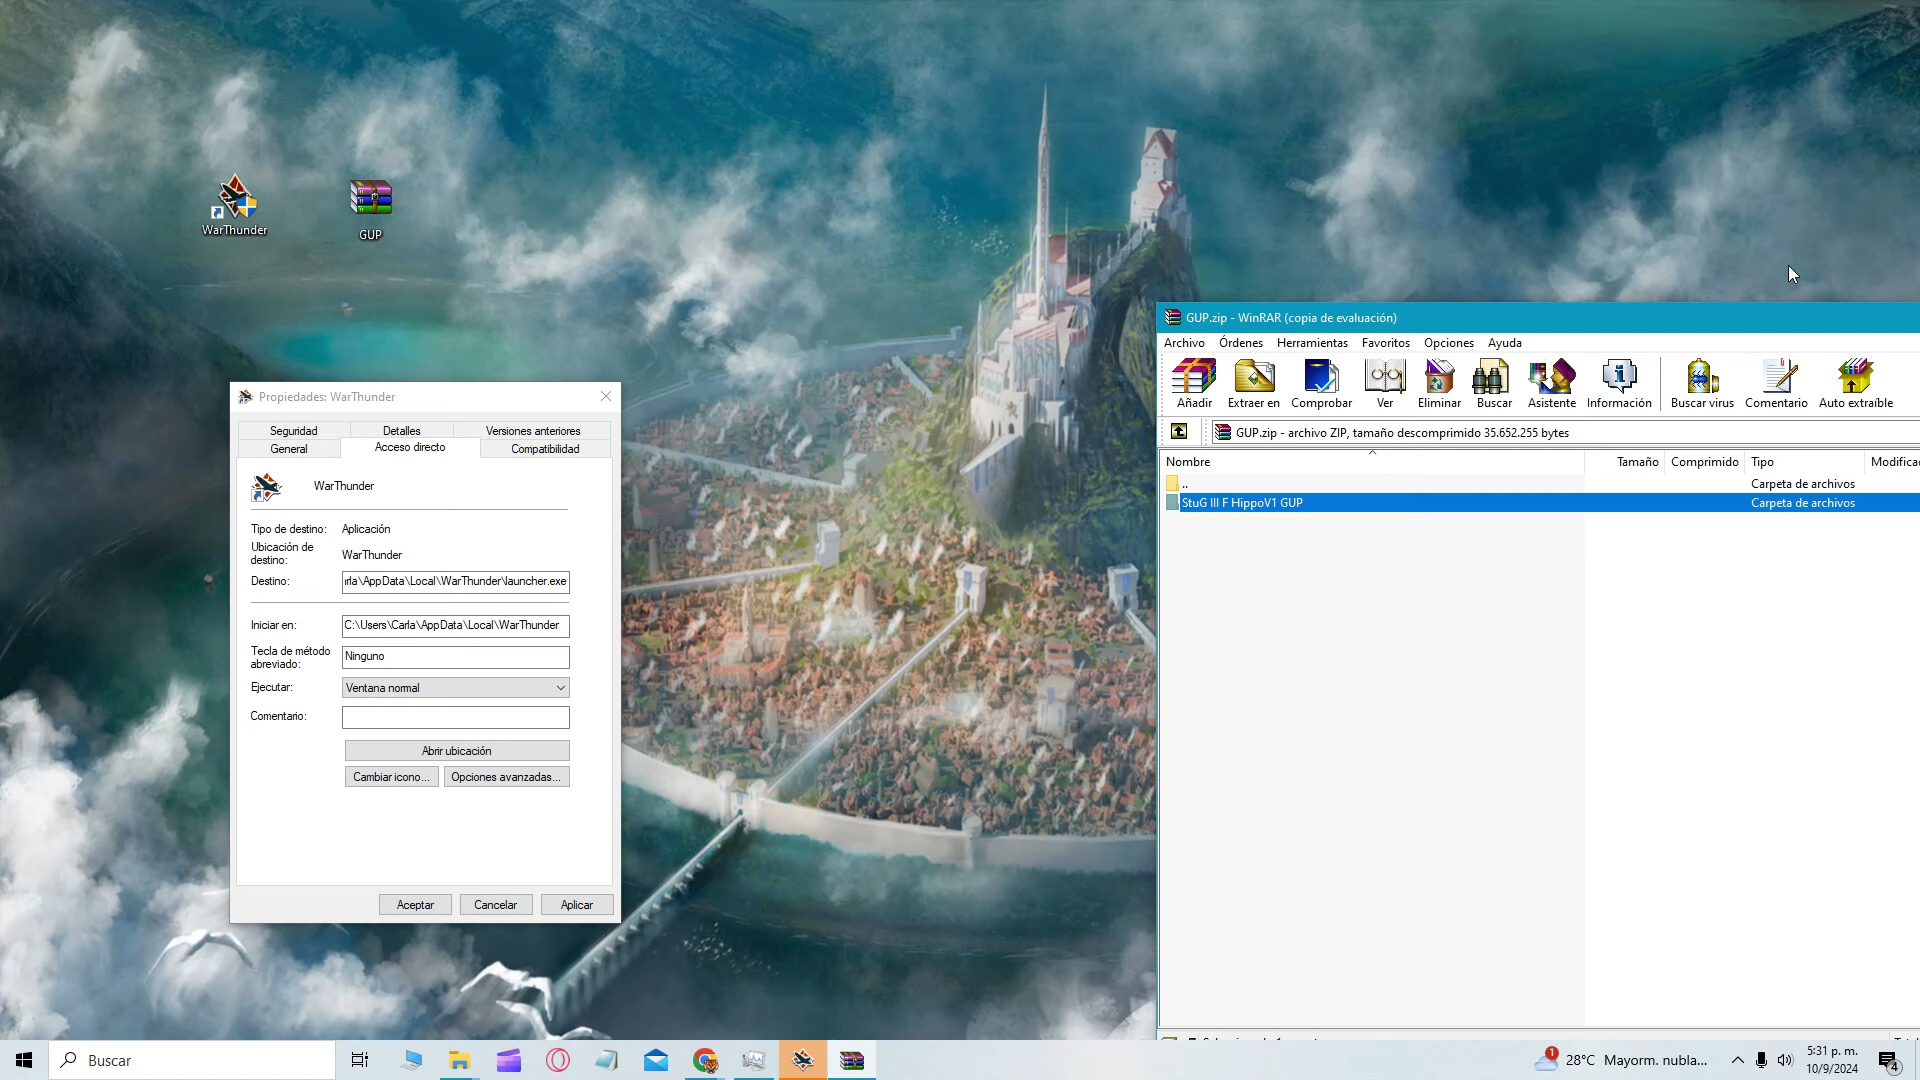 WarThunder
GUP
GUP.zip - WinRAR (copia de evaluación)
Archivo Órdenes Herramientas Favoritos Opciones Ayuda
Añadir Extraer en Comprobar Ver Eliminar Buscar Asistente Información Buscar virus Comentario Auto extraíble
GUP.zip - archivo ZIP, tamaño descomprimido 35.652.255 bytes
Nombre Tamaño Comprimido Tipo Modifica
.. Carpeta de archivos
StuG III F HippoV1 GUP Carpeta de archivos
Propiedades: WarThunder
Seguridad Detalles Versiones anteriores
General Acceso directo Compatibilidad
WarThunder
Tipo de destino: Aplicación
Ubicación de destino: WarThunder
Destino: rla\AppData\Local\WarThunder\launcher.exe
Iniciar en: C:\Users\Carla\AppData\Local\WarThunder
Tecla de método abreviado: Ninguno
Ejecutar: Ventana normal
Comentario:
Abrir ubicación
Cambiar icono... Opciones avanzadas...
Aceptar Cancelar Aplicar
Buscar
1 28°C Mayorm. nubla...
5:31 p. m.
10/9/2024
4